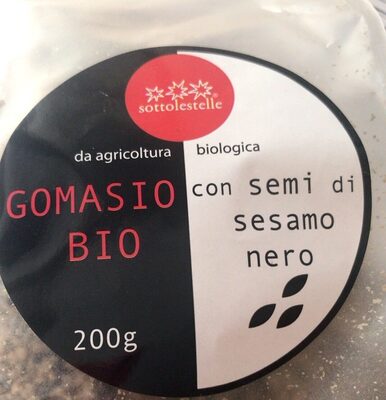 sottolestelle®
da agricoltura biologica
GOMASIO
BIO
con semi di
sesamo
nero
200g